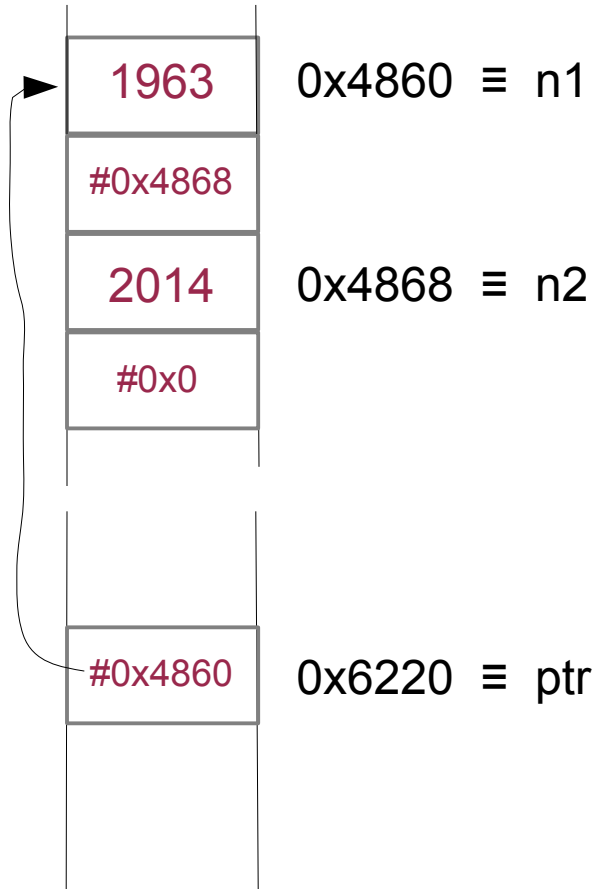 1963 0x4860 ≡ n1
#0x4868
2014 0x4868 ≡ n2
#0x0
#0x4860 0x6220 ≡ ptr